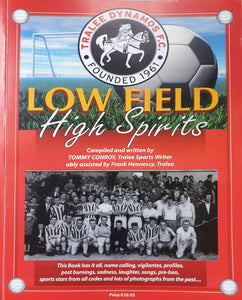 TRALEE DYNAMOS F.C.
FOUNDED 1961
LOW FIELD
High Spirits
Compiled and written by
TOMMY CONROY, Tralee Sports Writer
ably assisted by Frank Hennessy, Tralee
This Book has it all, name calling, vigilantes, profiles,
post burnings, sadness, laughter, songs, pre-ban,
sports stars from all codes and lots of photographs from the past....
Price €10.95